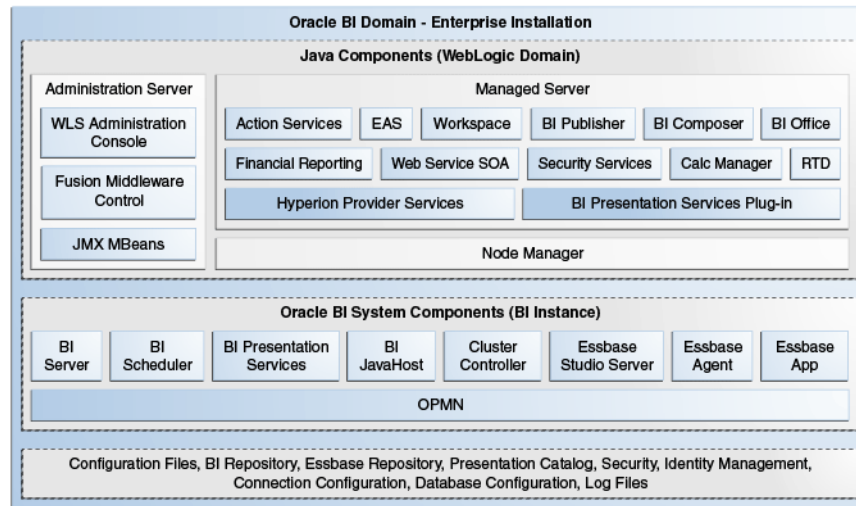 Oracle BI Domain - Enterprise Installation
Java Components (WebLogic Domain)
Administration Server
WLS Administration
Console
Fusion Middleware
Control
JMX MBeans
Managed Server
Action Services
EAS
Workspace
BI Publisher
BI Composer
BI Office
Financial Reporting
Web Service SOA
Security Services
Calc Manager
RTD
Hyperion Provider Services
BI Presentation Services Plug-in
Node Manager
Oracle BI System Components (BI Instance)
BI
Server
BI
Scheduler
BI Presentation
Services
BI
JavaHost
Cluster
Controller
Essbase
Studio Server
Essbase
Agent
Essbase
App
OPMN
Configuration Files, BI Repository, Essbase Repository, Presentation Catalog, Security, Identity Management,
Connection Configuration, Database Configuration, Log Files